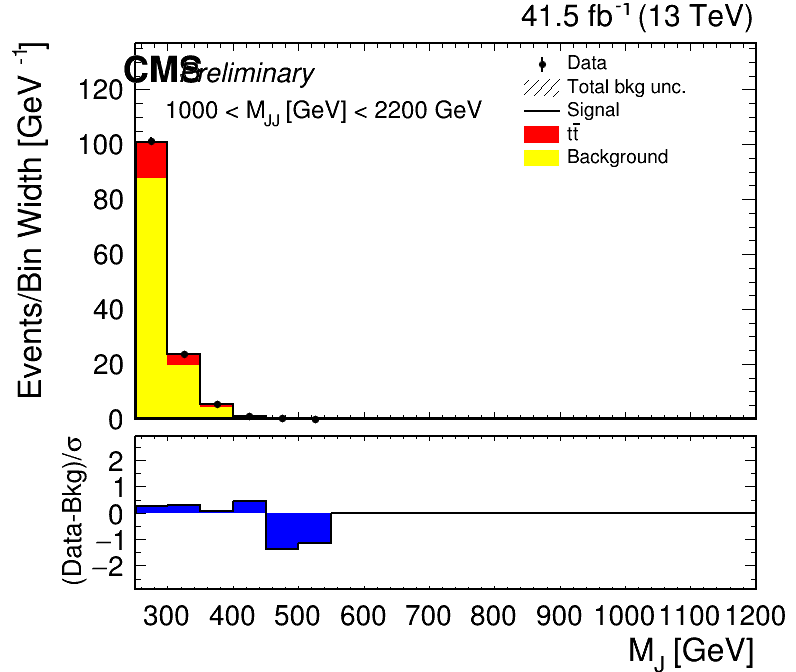 41.5 fb⁻¹ (13 TeV)
CMS Preliminary
1000 < M_JJ [GeV] < 2200 GeV
Data
Total bkg unc.
Signal
tt̄
Background
Events/Bin Width [GeV⁻¹]
120
100
80
60
40
20
0
(Data-Bkg)/σ
2
1
0
−1
−2
300 400 500 600 700 800 900 1000 1100 1200
M_J [GeV]